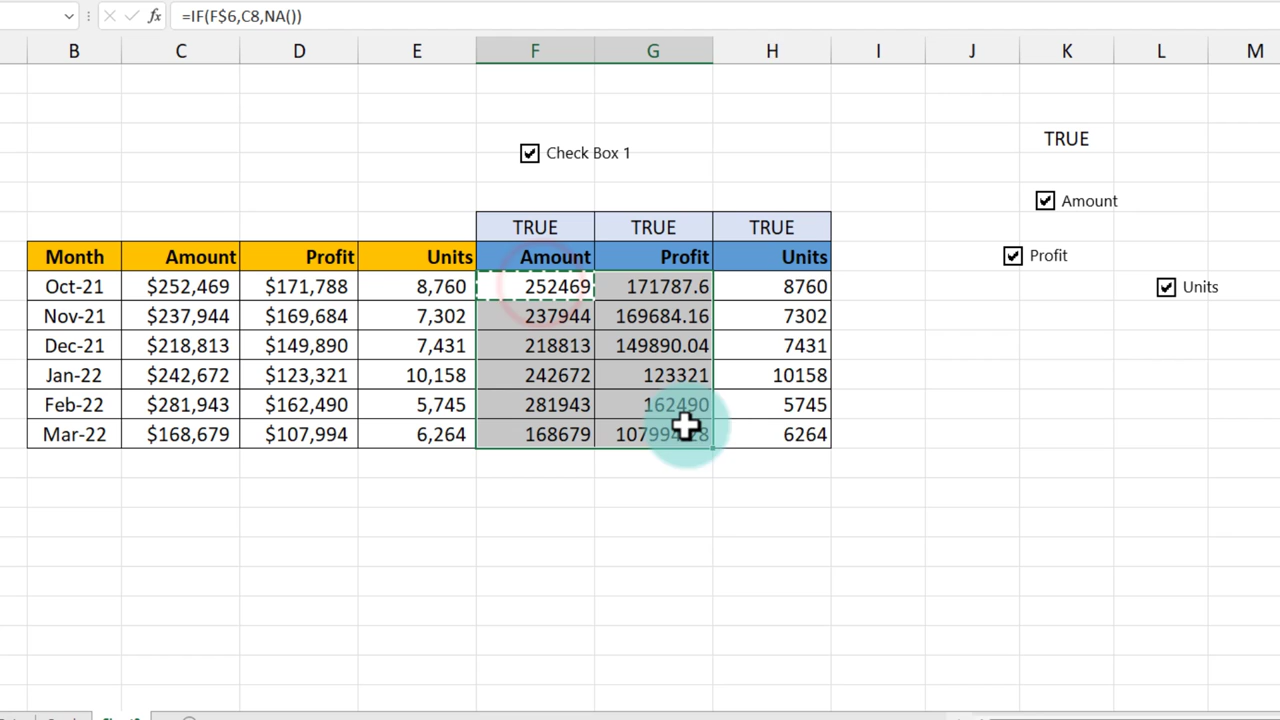 =IF(F$6,C8,NA())
B C D E F G H I J K L M
TRUE
Check Box 1
Amount
TRUE TRUE TRUE
Month Amount Profit Units Amount Profit Units
Profit
Oct-21 $252,469 $171,788 8,760 252469 171787.6 8760
Units
Nov-21 $237,944 $169,684 7,302 237944 169684.16 7302
Dec-21 $218,813 $149,890 7,431 218813 149890.04 7431
Jan-22 $242,672 $123,321 10,158 242672 123321 10158
Feb-22 $281,943 $162,490 5,745 281943 162490 5745
Mar-22 $168,679 $107,994 6,264 168679 6264